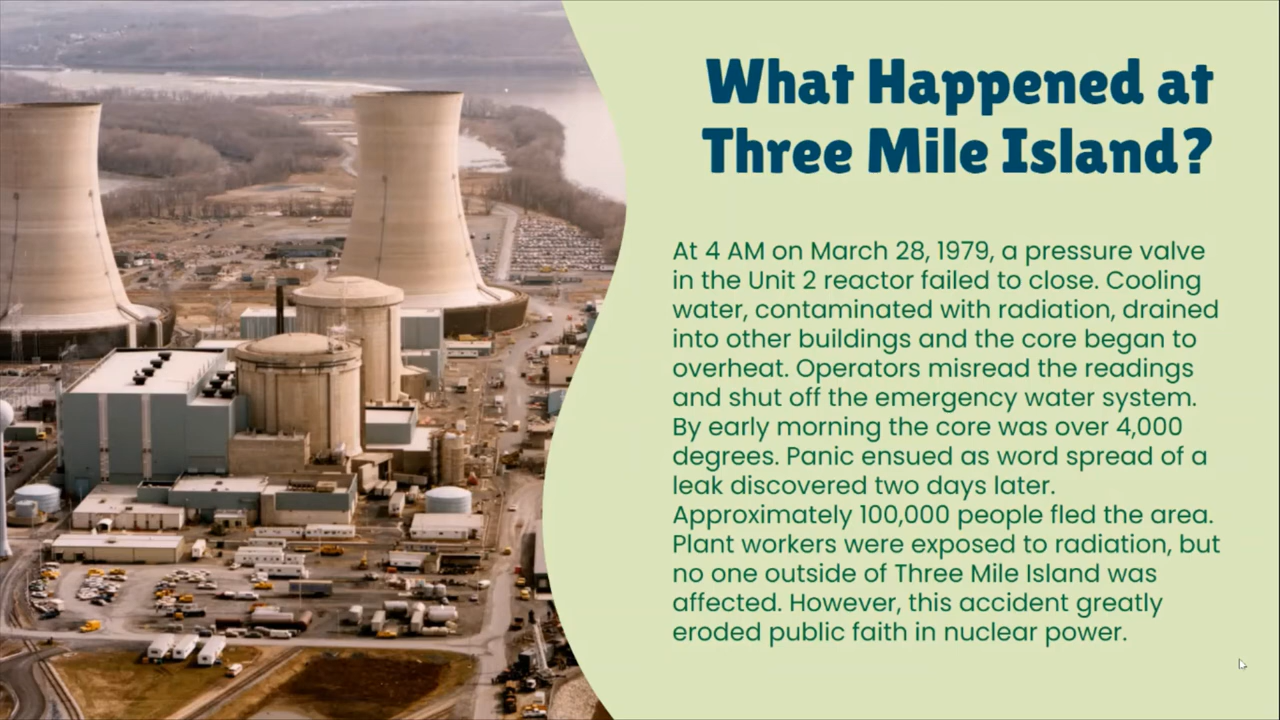 What Happened at
Three Mile Island?
At 4 AM on March 28, 1979, a pressure valve
in the Unit 2 reactor failed to close. Cooling
water, contaminated with radiation, drained
into other buildings and the core began to
overheat. Operators misread the readings
and shut off the emergency water system.
By early morning the core was over 4,000
degrees. Panic ensued as word spread of a
leak discovered two days later.
Approximately 100,000 people fled the area.
Plant workers were exposed to radiation, but
no one outside of Three Mile Island was
affected. However, this accident greatly
eroded public faith in nuclear power.